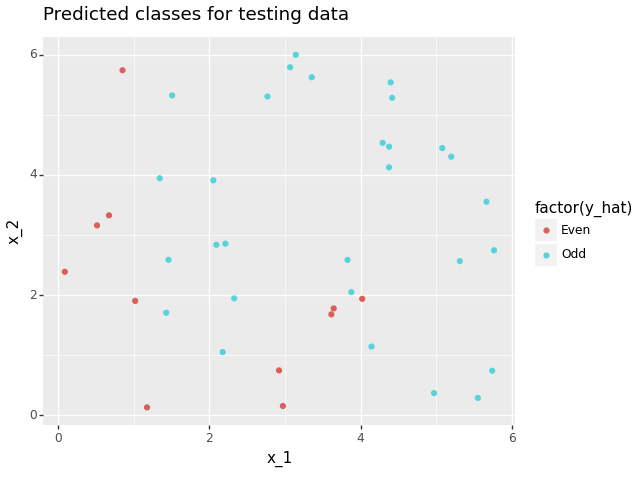 Predicted classes for testing data
6
4
2
0
x_2
0
2
4
6
x_1
factor(y_hat)
Even
Odd